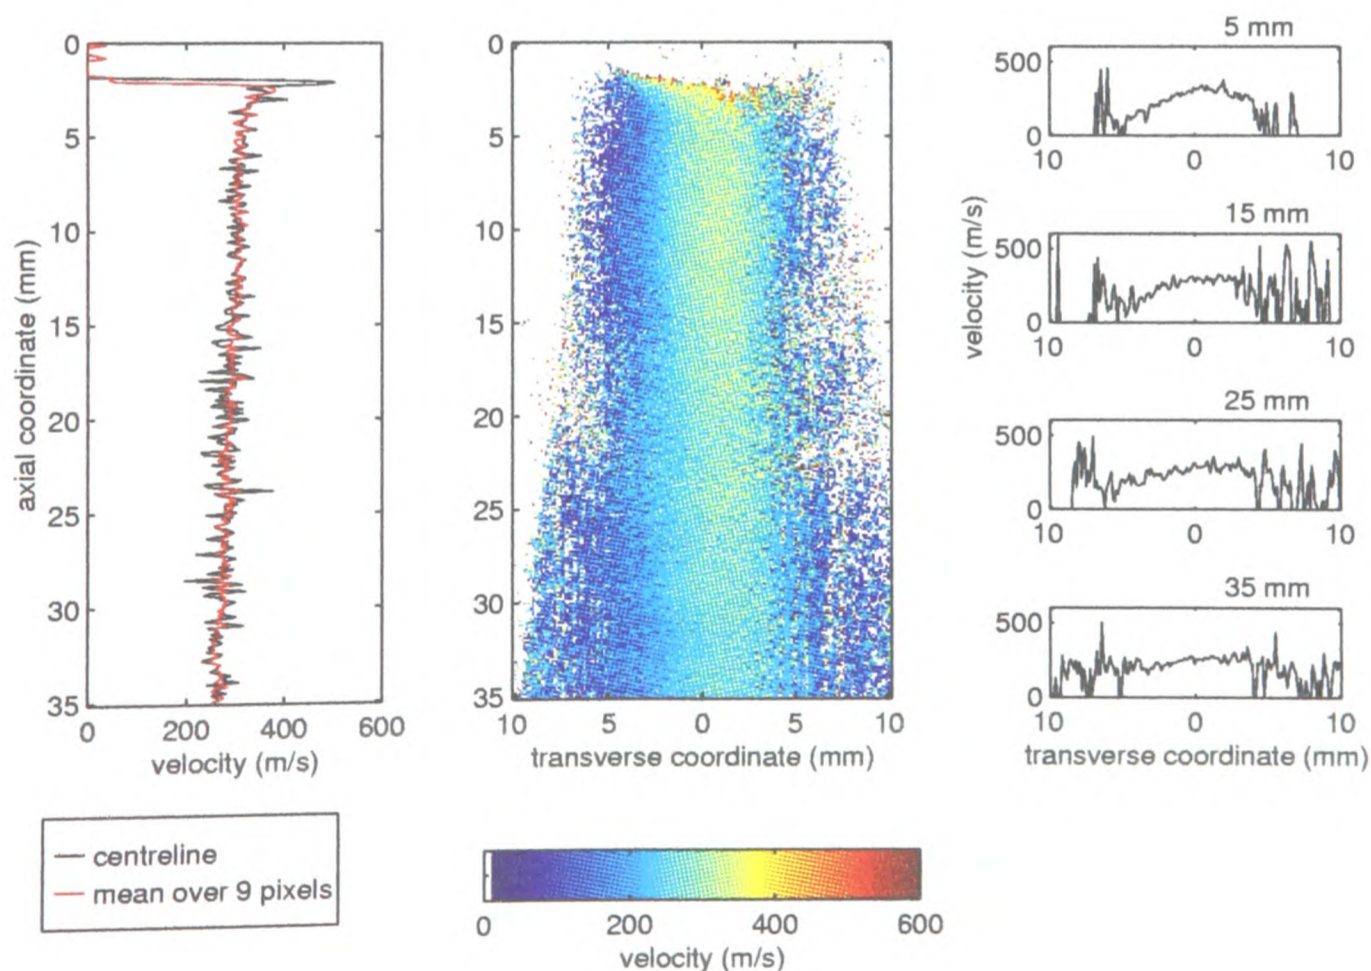 0
5
10
15
20
25
30
35
axial coordinate (mm)
0 200 400 600
velocity (m/s)
centreline
mean over 9 pixels
0
5
10
15
20
25
30
35
10 5 0 5 10
transverse coordinate (mm)
0 200 400 600
velocity (m/s)
velocity (m/s)
5 mm
500
0
10 0 10
15 mm
500
0
10 0 10
25 mm
500
0
10 0 10
35 mm
500
0
10 0 10
transverse coordinate (mm)